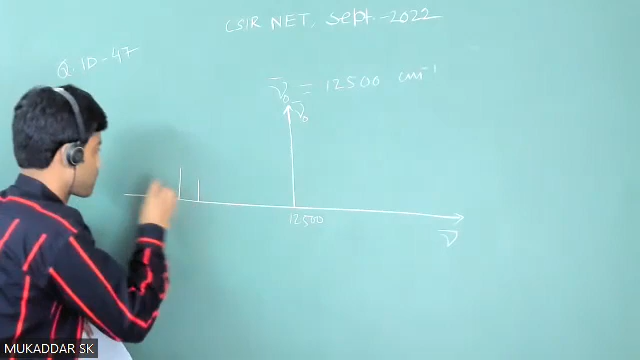 CSIR NET, Sept.-2022
Q.ID-47
ν̄₀ = 12500 cm⁻¹
ν̄₀
12500
ν̄
MUKADDAR SK